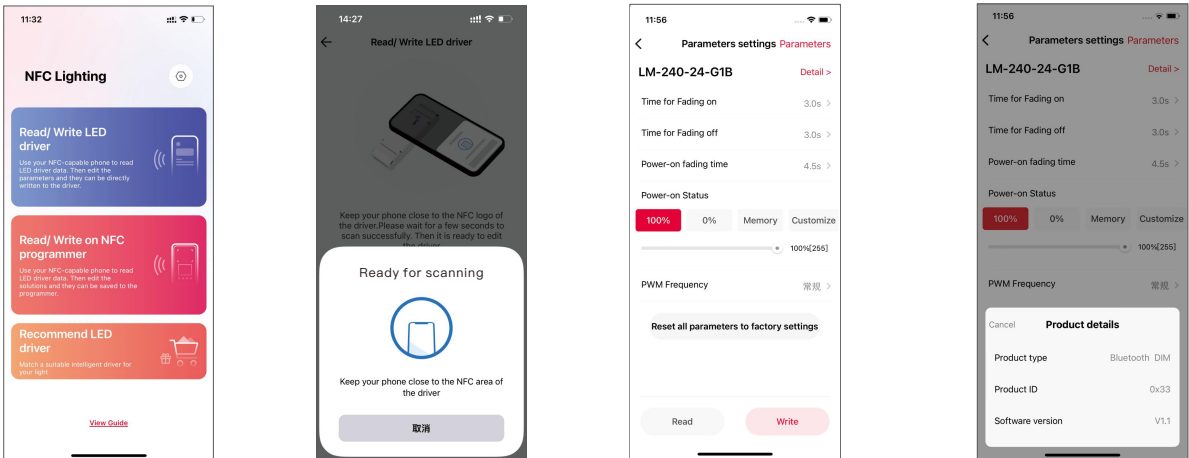 11:32
NFC Lighting
Read/ Write LED
driver
Use your NFC-capable phone to read
LED driver data. Then edit the
parameters and they can be directly
written to the driver.
Read/ Write on NFC
programmer
Use your NFC-capable phone to read
LED driver data. Then edit the
solutions and they can be saved to the
programmer.
Recommend LED
driver
Match a suitable intelligent driver for
your light
View Guide
14:27
Read/ Write LED driver
Keep your phone close to the NFC logo of
the driver.Please wait for a few seconds to
scan successfully. Then it is ready to edit
the driver
Ready for scanning
Keep your phone close to the NFC area of
the driver
取消
11:56
Parameters settings Parameters
LM-240-24-G1B Detail >
Time for Fading on 3.0s >
Time for Fading off 3.0s >
Power-on fading time 4.5s >
Power-on Status
100% 0% Memory Customize
100%[255]
PWM Frequency 常规 >
Reset all parameters to factory settings
Read Write
11:56
Parameters settings Parameters
LM-240-24-G1B Detail >
Time for Fading on 3.0s >
Time for Fading off 3.0s >
Power-on fading time 4.5s >
Power-on Status
100% 0% Memory Customize
100%[255]
PWM Frequency 常规 >
Cancel Product details
Product type Bluetooth DIM
Product ID 0x33
Software version V1.1